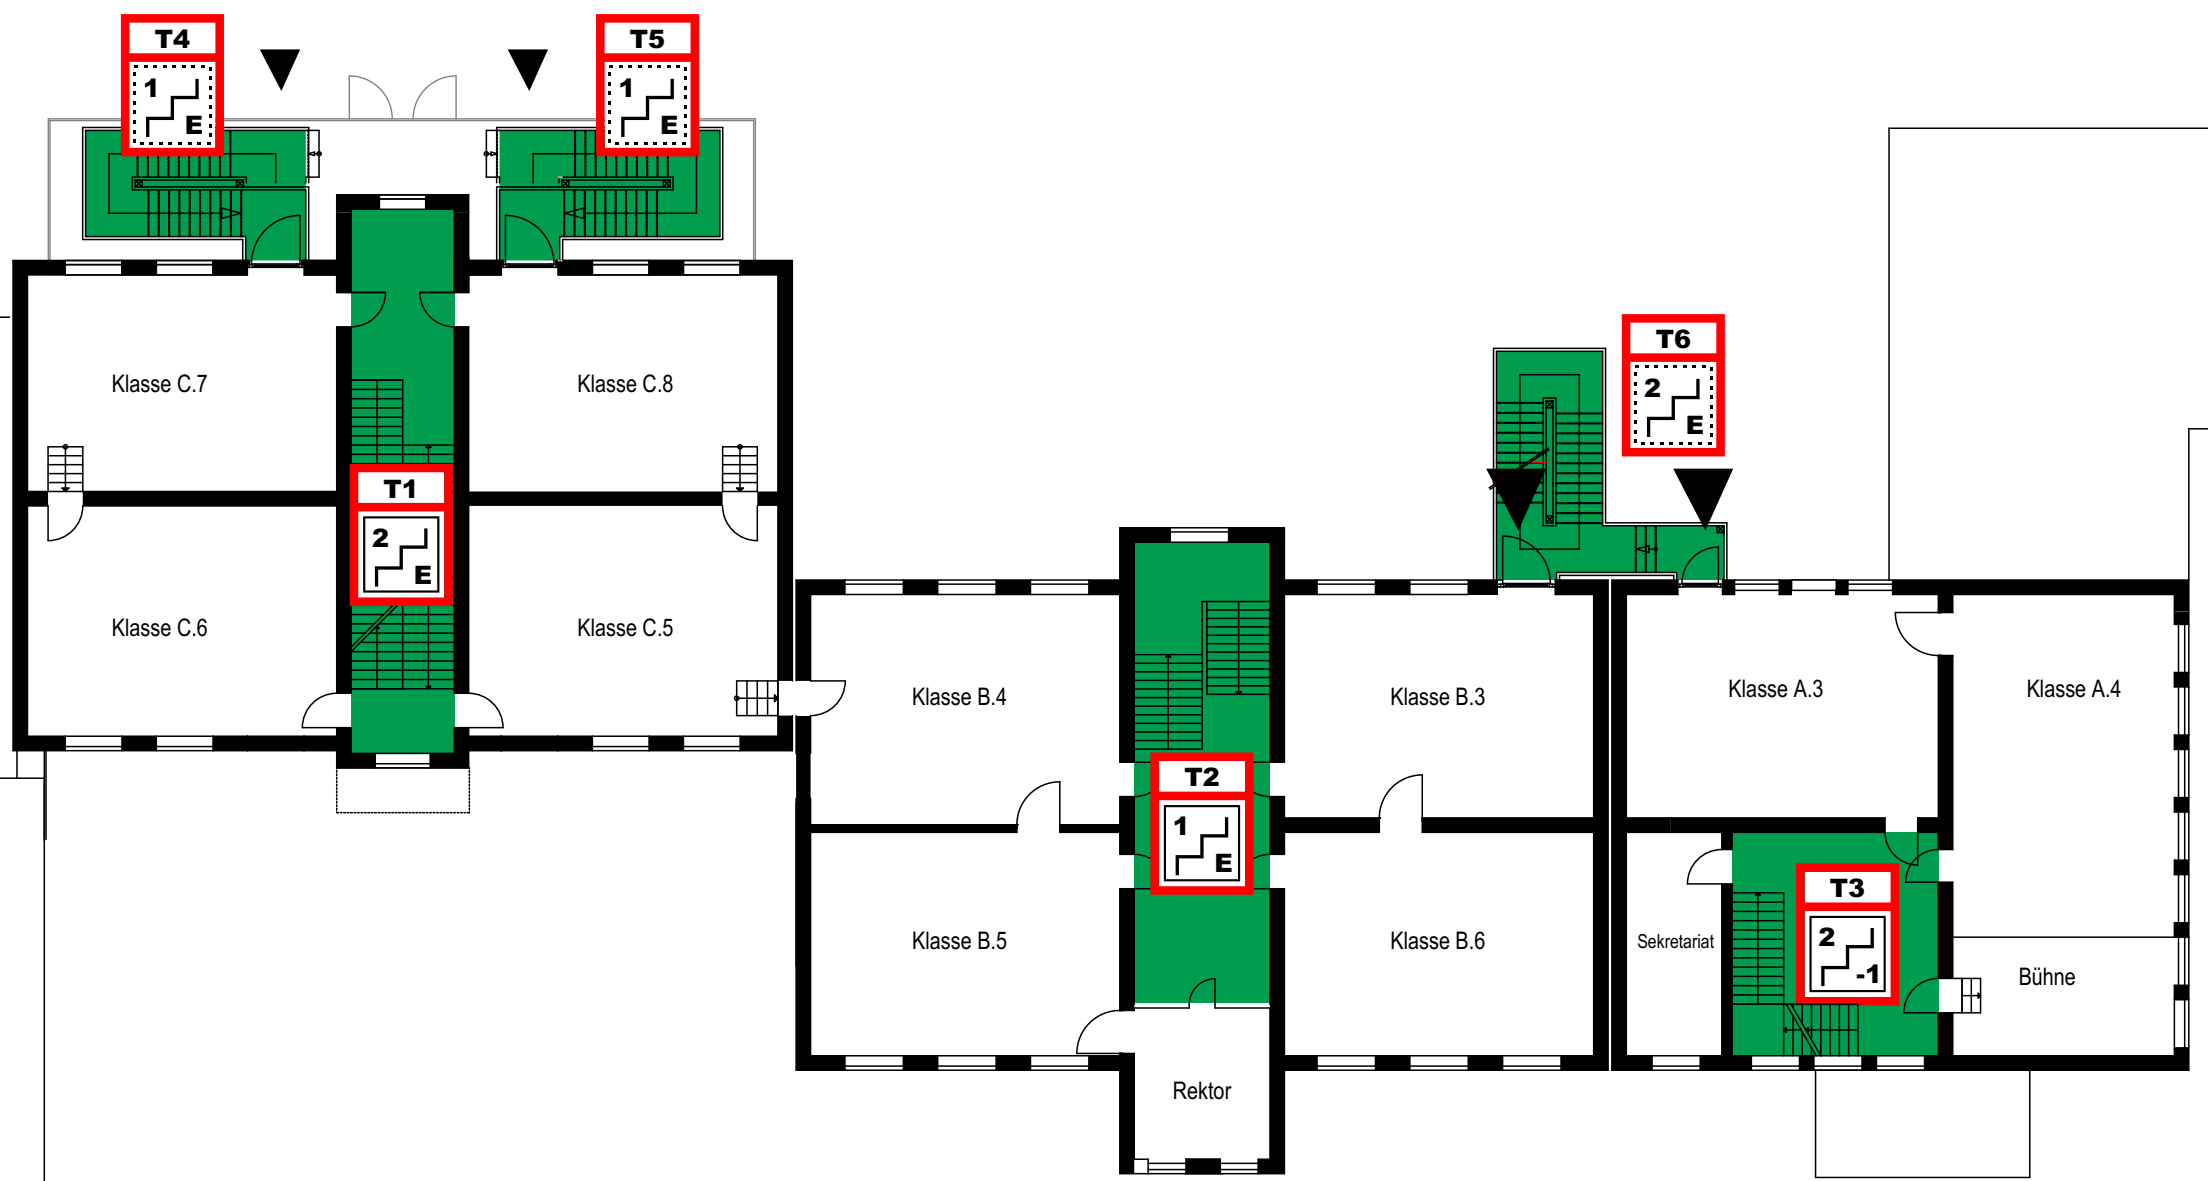 T4
1
E
T5
1
E
T6
2
E
Klasse C.7
Klasse C.8
T1
2
E
Klasse C.6
Klasse C.5
Klasse B.4
Klasse B.3
Klasse A.3
Klasse A.4
T2
1
E
T3
2
-1
Klasse B.5
Klasse B.6
Sekretariat
Bühne
Rektor